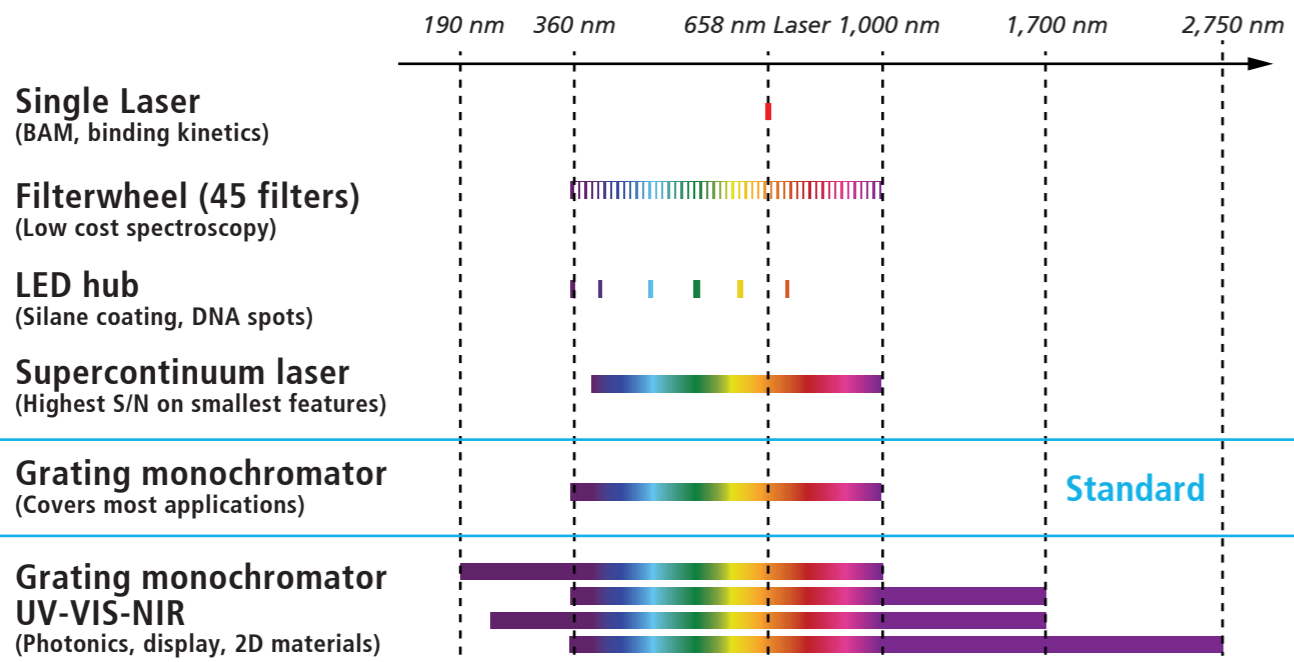 190 nm 360 nm 658 nm Laser 1,000 nm 1,700 nm 2,750 nm
Single Laser
(BAM, binding kinetics)
Filterwheel (45 filters)
(Low cost spectroscopy)
LED hub
(Silane coating, DNA spots)
Supercontinuum laser
(Highest S/N on smallest features)
Grating monochromator
(Covers most applications)
Standard
Grating monochromator
UV-VIS-NIR
(Photonics, display, 2D materials)